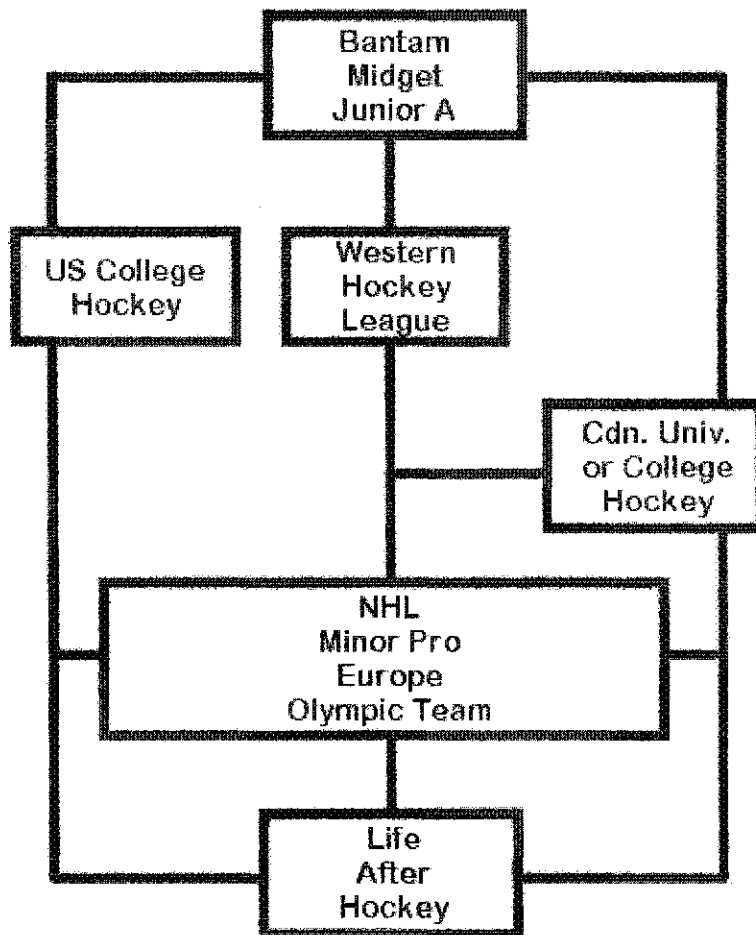 Bantam
Midget
Junior A
US College
Hockey
Western
Hockey
League
Cdn. Univ.
or College
Hockey
NHL
Minor Pro
Europe
Olympic Team
Life
After
Hockey